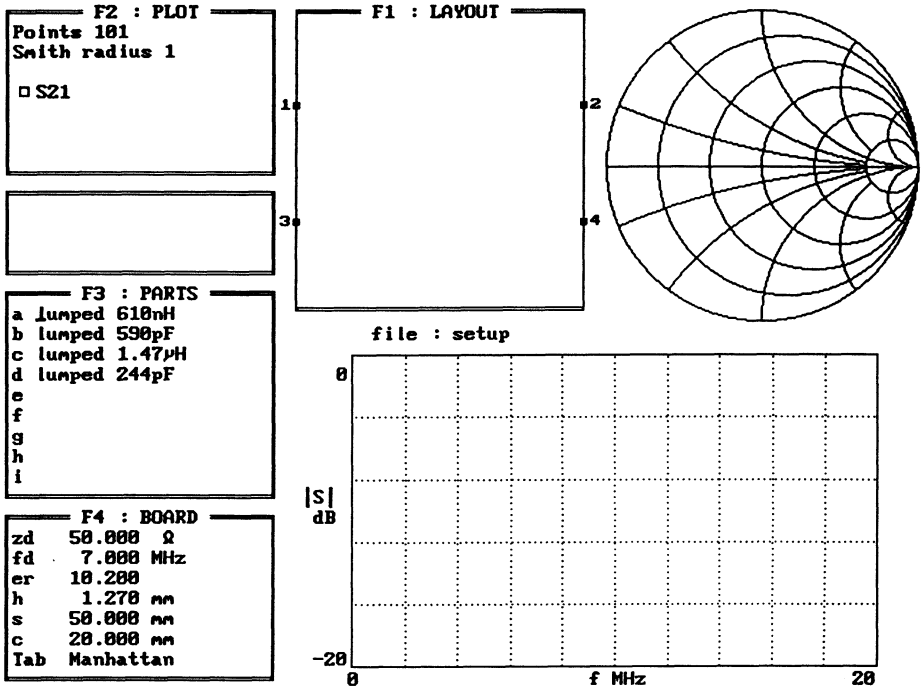 F2 : PLOT
Points 101
Smith radius 1
□ S21
F1 : LAYOUT
1
2
3
4
F3 : PARTS
a lumped 610nH
b lumped 590pF
c lumped 1.47µH
d lumped 244pF
e
f
g
h
i
F4 : BOARD
zd 50.000 Ω
fd 7.000 MHz
er 10.200
h 1.270 mm
s 50.000 mm
c 20.000 mm
Tab Manhattan
file : setup
0
|S|
dB
-20
0
f MHz
20